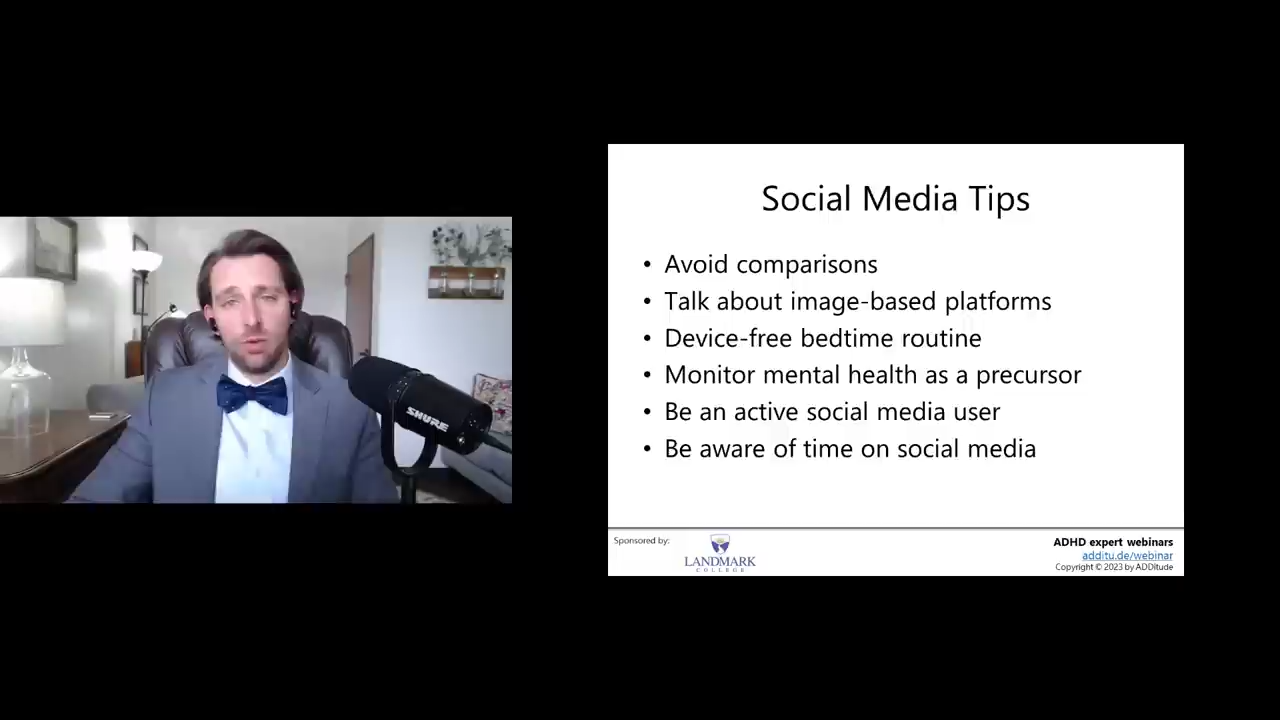 SHURE
Social Media Tips
• Avoid comparisons
• Talk about image-based platforms
• Device-free bedtime routine
• Monitor mental health as a precursor
• Be an active social media user
• Be aware of time on social media
Sponsored by:
LANDMARK
COLLEGE
ADHD expert webinars
additu.de/webinar
Copyright © 2023 by ADDitude